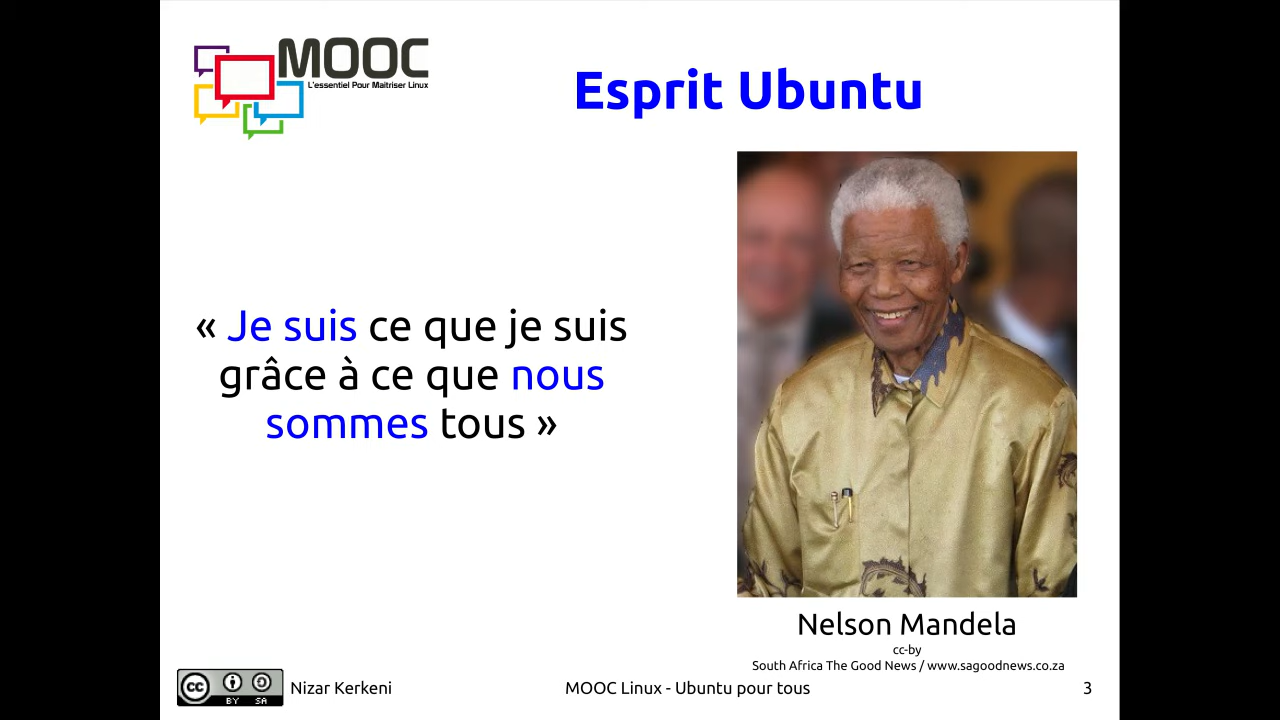 MOOC
L'essentiel Pour Maitriser Linux
Esprit Ubuntu
« Je suis ce que je suis
grâce à ce que nous
sommes tous »
Nelson Mandela
cc-by
South Africa The Good News / www.sagoodnews.co.za
cc BY SA
Nizar Kerkeni
MOOC Linux - Ubuntu pour tous
3